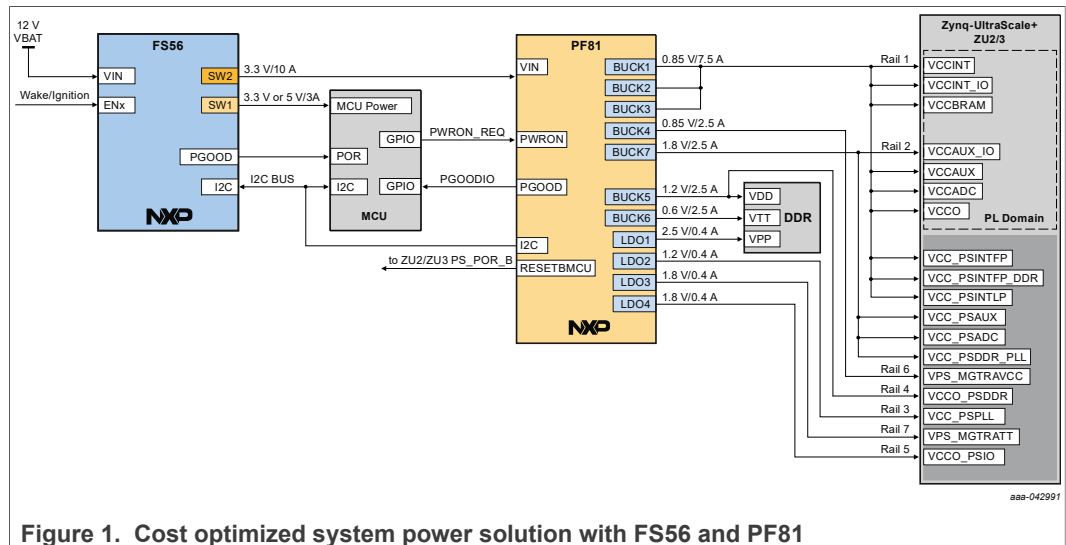 12 V
VBAT
FS56
VIN
SW2
3.3 V/10 A
Wake/Ignition
ENx
SW1
3.3 V or 5 V/3A
PGOOD
I2C
I2C BUS
NXP
MCU Power
GPIO
PWRON_REQ
POR
I2C
GPIO
PGOODIO
MCU
to ZU2/ZU3 PS_POR_B
PF81
VIN
BUCK1
0.85 V/7.5 A
BUCK2
BUCK3
BUCK4
0.85 V/2.5 A
PWRON
BUCK7
1.8 V/2.5 A
PGOOD
BUCK5
1.2 V/2.5 A
BUCK6
0.6 V/2.5 A
I2C
LDO1
2.5 V/0.4 A
RESETBMCU
LDO2
1.2 V/0.4 A
LDO3
1.8 V/0.4 A
LDO4
1.8 V/0.4 A
NXP
VDD
VTT
DDR
VPP
Zynq-UltraScale+
ZU2/3
Rail 1
VCCINT
VCCINT_IO
VCCBRAM
Rail 2
VCCAUX_IO
VCCAUX
VCCADC
VCCO
PL Domain
VCC_PSINTFP
VCC_PSINTFP_DDR
VCC_PSINTLP
VCC_PSAUX
VCC_PSADC
VCC_PSDDR_PLL
Rail 6
VPS_MGTRAVCC
Rail 4
VCCO_PSDDR
Rail 3
VCC_PSPLL
Rail 7
VPS_MGTRATT
Rail 5
VCCO_PSIO
aaa-042991
Figure 1. Cost optimized system power solution with FS56 and PF81